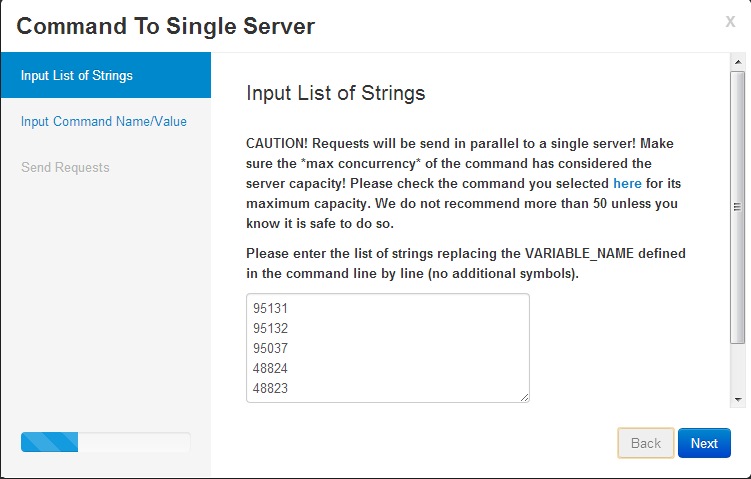 Command To Single Server
X
Input List of Strings
Input Command Name/Value
Send Requests
Input List of Strings
CAUTION! Requests will be send in parallel to a single server! Make
sure the *max concurrency* of the command has considered the
server capacity! Please check the command you selected here for its
maximum capacity. We do not recommend more than 50 unless you
know it is safe to do so.
Please enter the list of strings replacing the VARIABLE_NAME defined
in the command line by line (no additional symbols).
95131
95132
95037
48824
48823
Back
Next